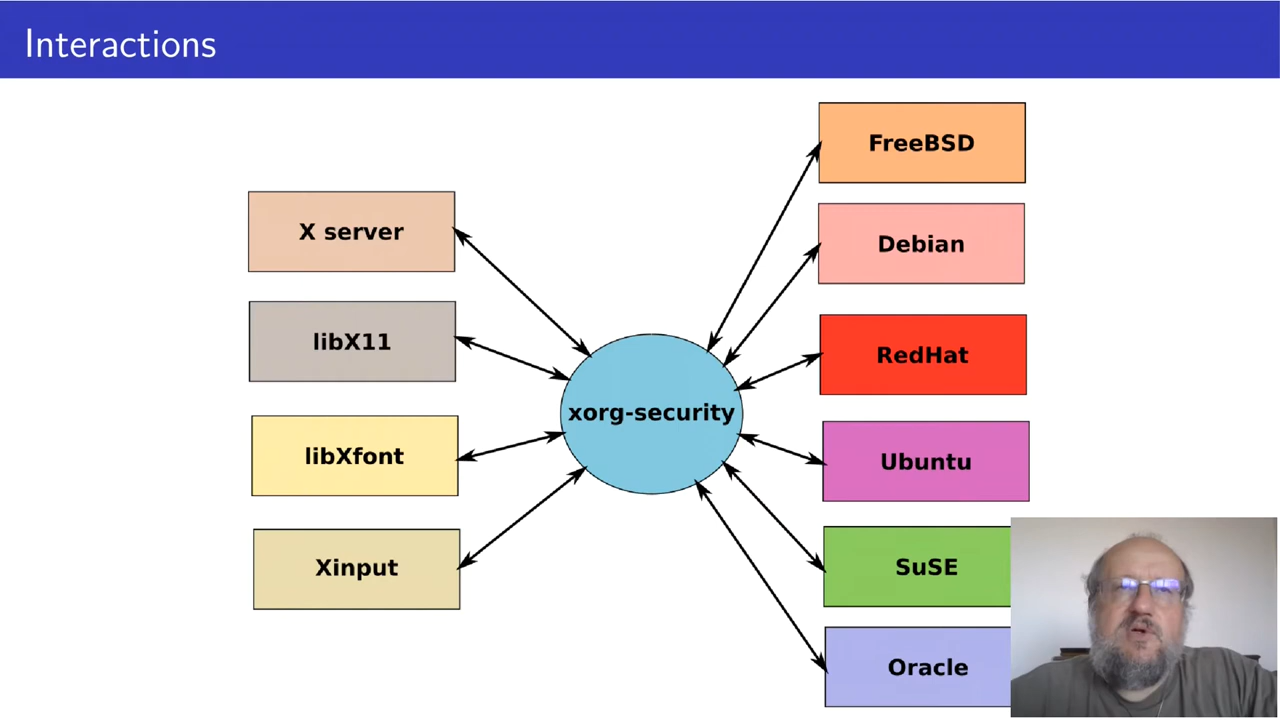 Interactions
X server
libX11
libXfont
Xinput
xorg-security
FreeBSD
Debian
RedHat
Ubuntu
SuSE
Oracle